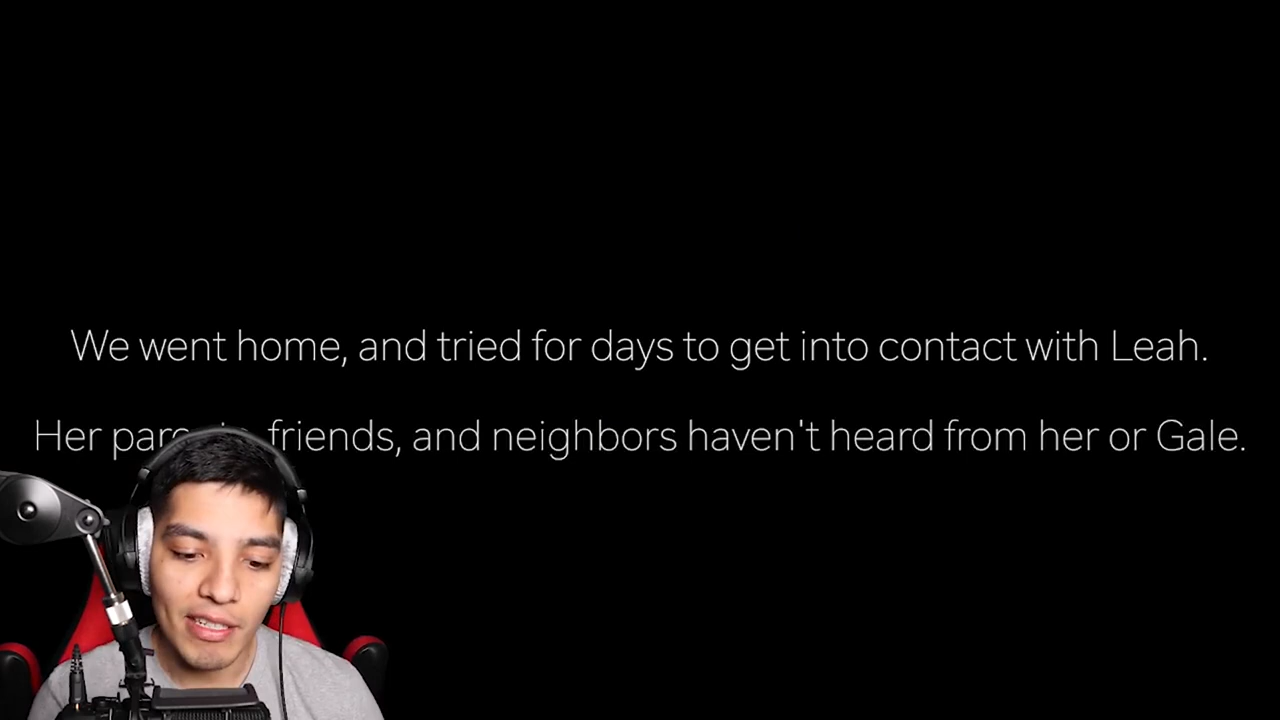 We went home, and tried for days to get into contact with Leah.
Her friends, and neighbors haven't heard from her or Gale.